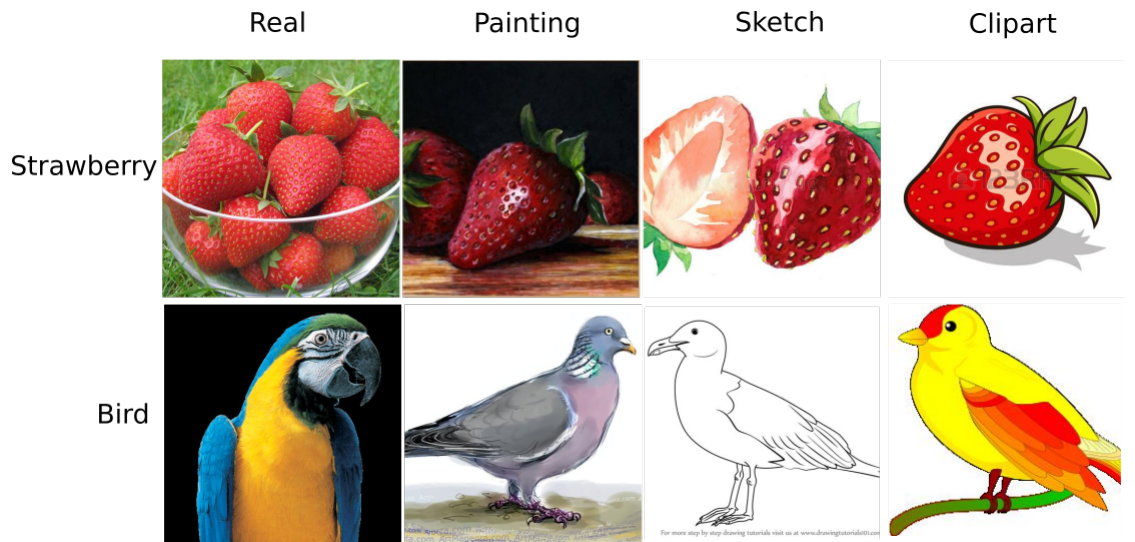 Real Painting Sketch Clipart
Strawberry
Bird
For more step by step drawing tutorials visit us at www.drawingtutorials101.com